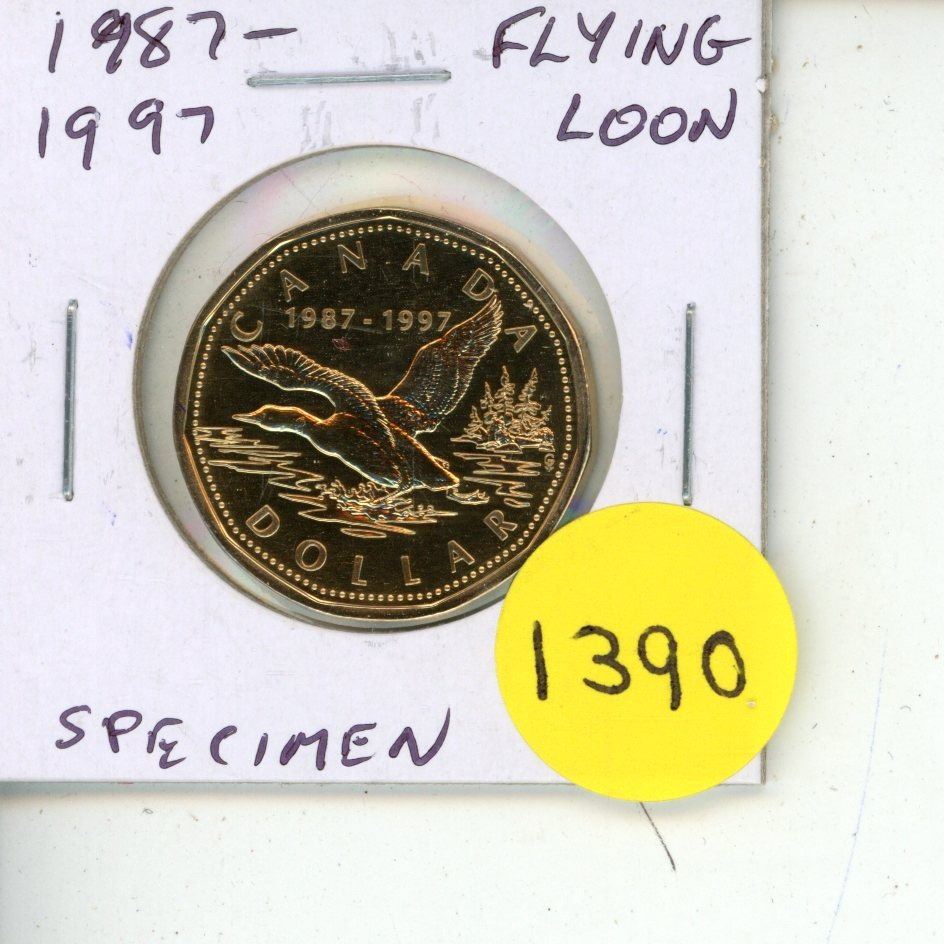 1987- FLYING
1997 LOON
CANADA
1987-1997
DOLLAR
1390
SPECIMEN